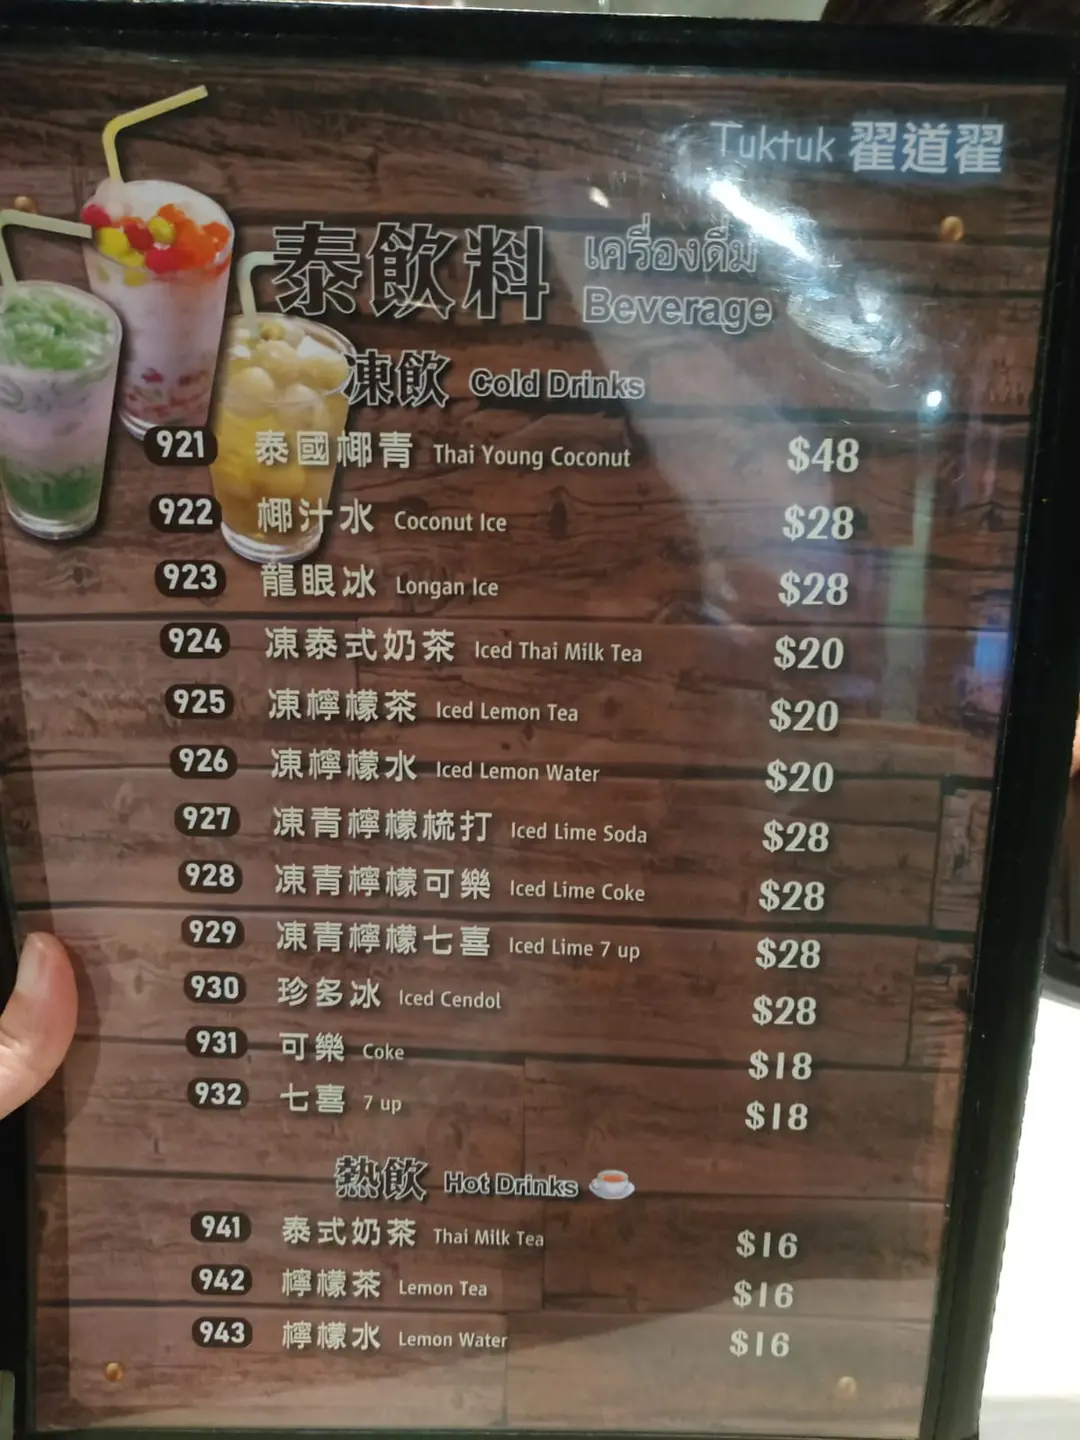 Tuktuk 翟道翟
泰飲料 เครื่องดื่ม
Beverage
凍飲 Cold Drinks
921 泰國椰青 Thai Young Coconut $48
922 椰汁水 Coconut Ice $28
923 龍眼冰 Longan Ice $28
924 凍泰式奶茶 Iced Thai Milk Tea $20
925 凍檸檬茶 Iced Lemon Tea $20
926 凍檸檬水 Iced Lemon Water $20
927 凍青檸檬梳打 Iced Lime Soda $28
928 凍青檸檬可樂 Iced Lime Coke $28
929 凍青檸檬七喜 Iced Lime 7 up $28
930 珍多冰 Iced Cendol $28
931 可樂 Coke $18
932 七喜 7 up $18
熱飲 Hot Drinks
941 泰式奶茶 Thai Milk Tea $16
942 檸檬茶 Lemon Tea $16
943 檸檬水 Lemon Water $16